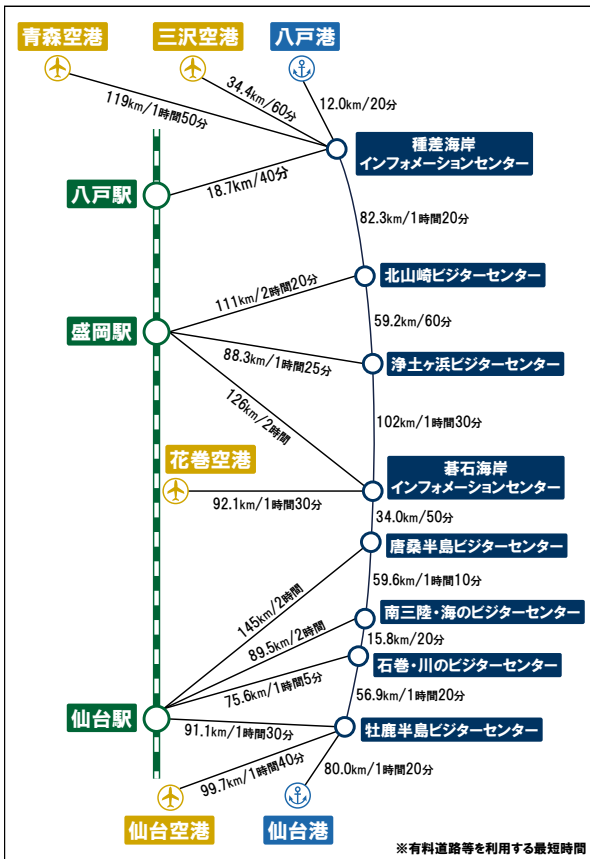 青森空港
三沢空港
八戸港
119km/1時間50分
34.4km/60分
12.0km/20分
種差海岸
インフォメーションセンター
八戸駅
18.7km/40分
82.3km/1時間20分
北山崎ビジターセンター
111km/2時間20分
59.2km/60分
盛岡駅
88.3km/1時間25分
浄土ヶ浜ビジターセンター
126km/2時間
102km/1時間30分
花巻空港
碁石海岸
インフォメーションセンター
92.1km/1時間30分
34.0km/50分
唐桑半島ビジターセンター
145km/2時間
59.6km/1時間10分
南三陸・海のビジターセンター
89.5km/2時間
15.8km/20分
石巻・川のビジターセンター
75.6km/1時間5分
56.9km/1時間20分
仙台駅
91.1km/1時間30分
牡鹿半島ビジターセンター
99.7km/1時間40分
80.0km/1時間20分
仙台空港
仙台港
※有料道路等を利用する最短時間